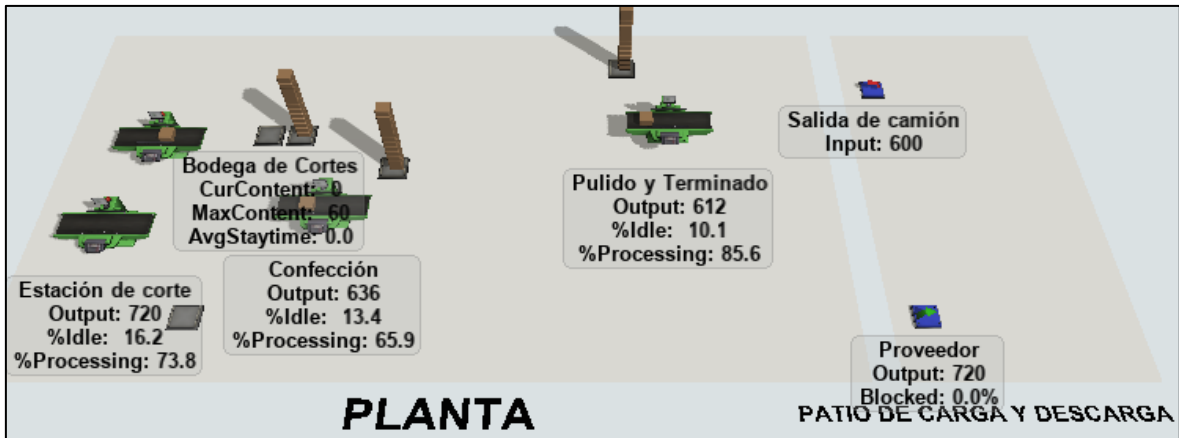 Salida de camión
Input: 600
Bodega de Cortes
CurContent: 0
MaxContent: 60
AvgStaytime: 0.0
Pulido y Terminado
Output: 612
%Idle: 10.1
%Processing: 85.6
Confección
Output: 636
%Idle: 13.4
%Processing: 65.9
Estación de corte
Output: 720
%Idle: 16.2
%Processing: 73.8
Proveedor
Output: 720
Blocked: 0.0%
PLANTA
PATIO DE CARGA Y DESCARGA